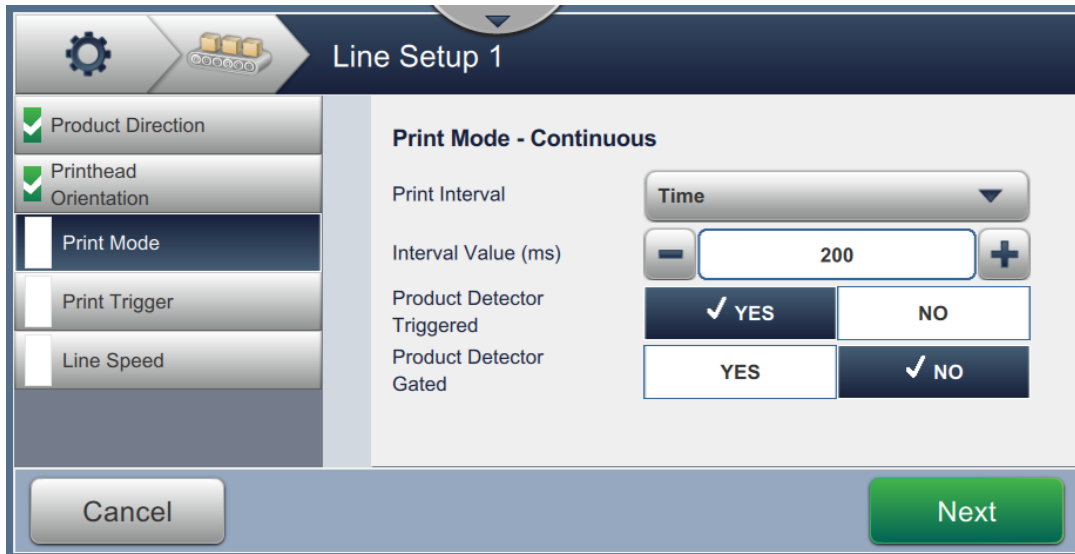 Line Setup 1
Product Direction
Printhead
Orientation
Print Mode
Print Trigger
Line Speed
Print Mode - Continuous
Print Interval
Time
Interval Value (ms)
200
Product Detector
Triggered
YES
NO
Product Detector
Gated
YES
NO
Cancel
Next